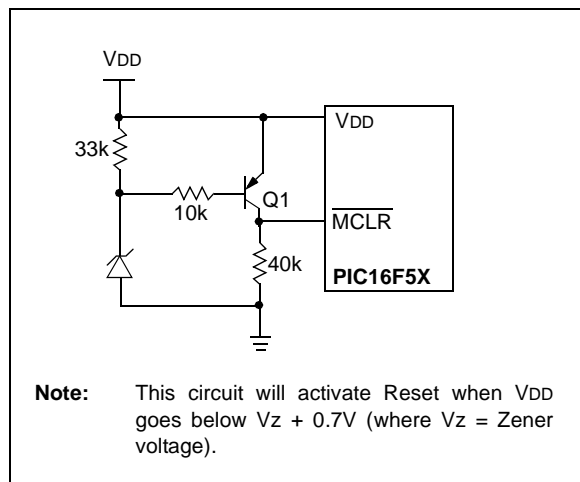 VDD
VDD
33k
Q1
10k
MCLR
40k
PIC16F5X
Note: This circuit will activate Reset when VDD
goes below Vz + 0.7V (where Vz = Zener
voltage).